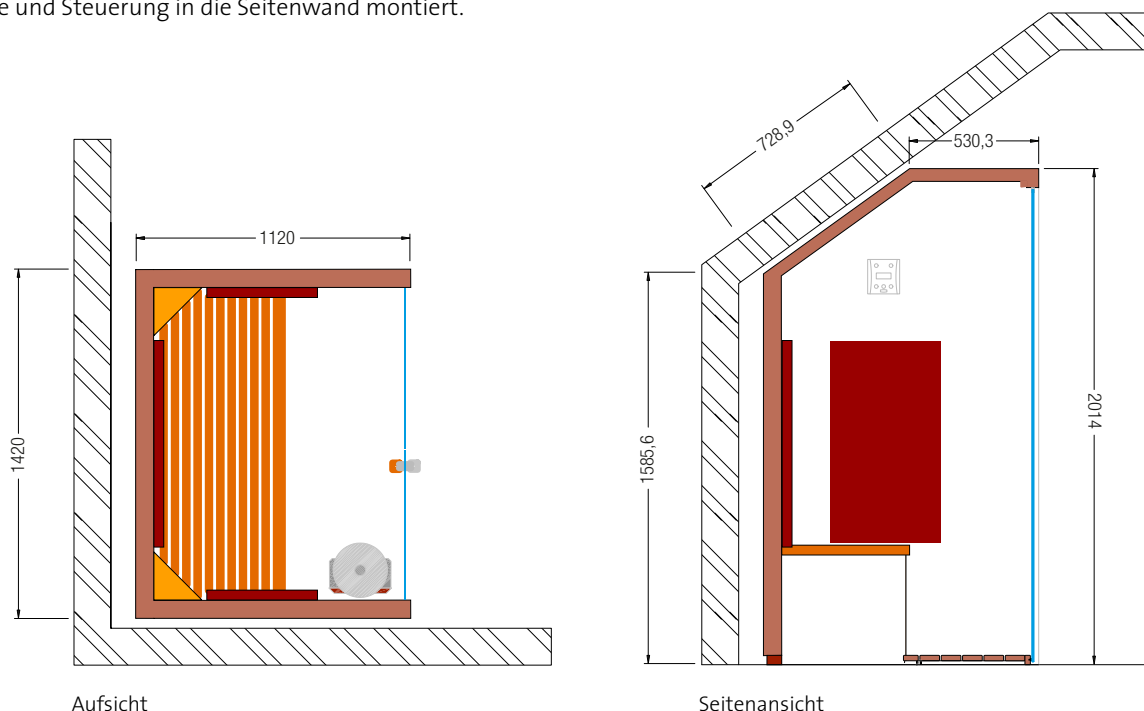 e und Steuerung in die Seitenwand montiert.
728,9
530,3
1120
1420
1585,6
2014
Aufsicht
Seitenansicht